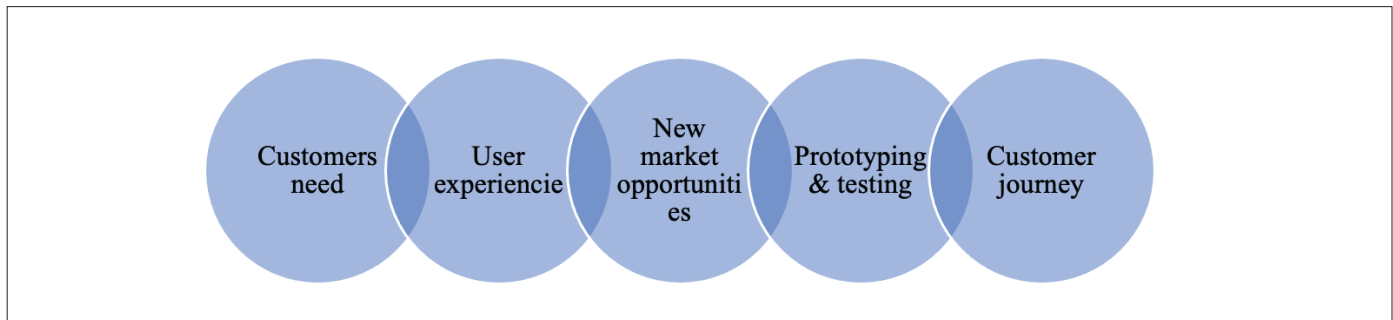 Customers
need
User
experiencie
New
market
opportuniti
es
Prototyping
& testing
Customer
journey